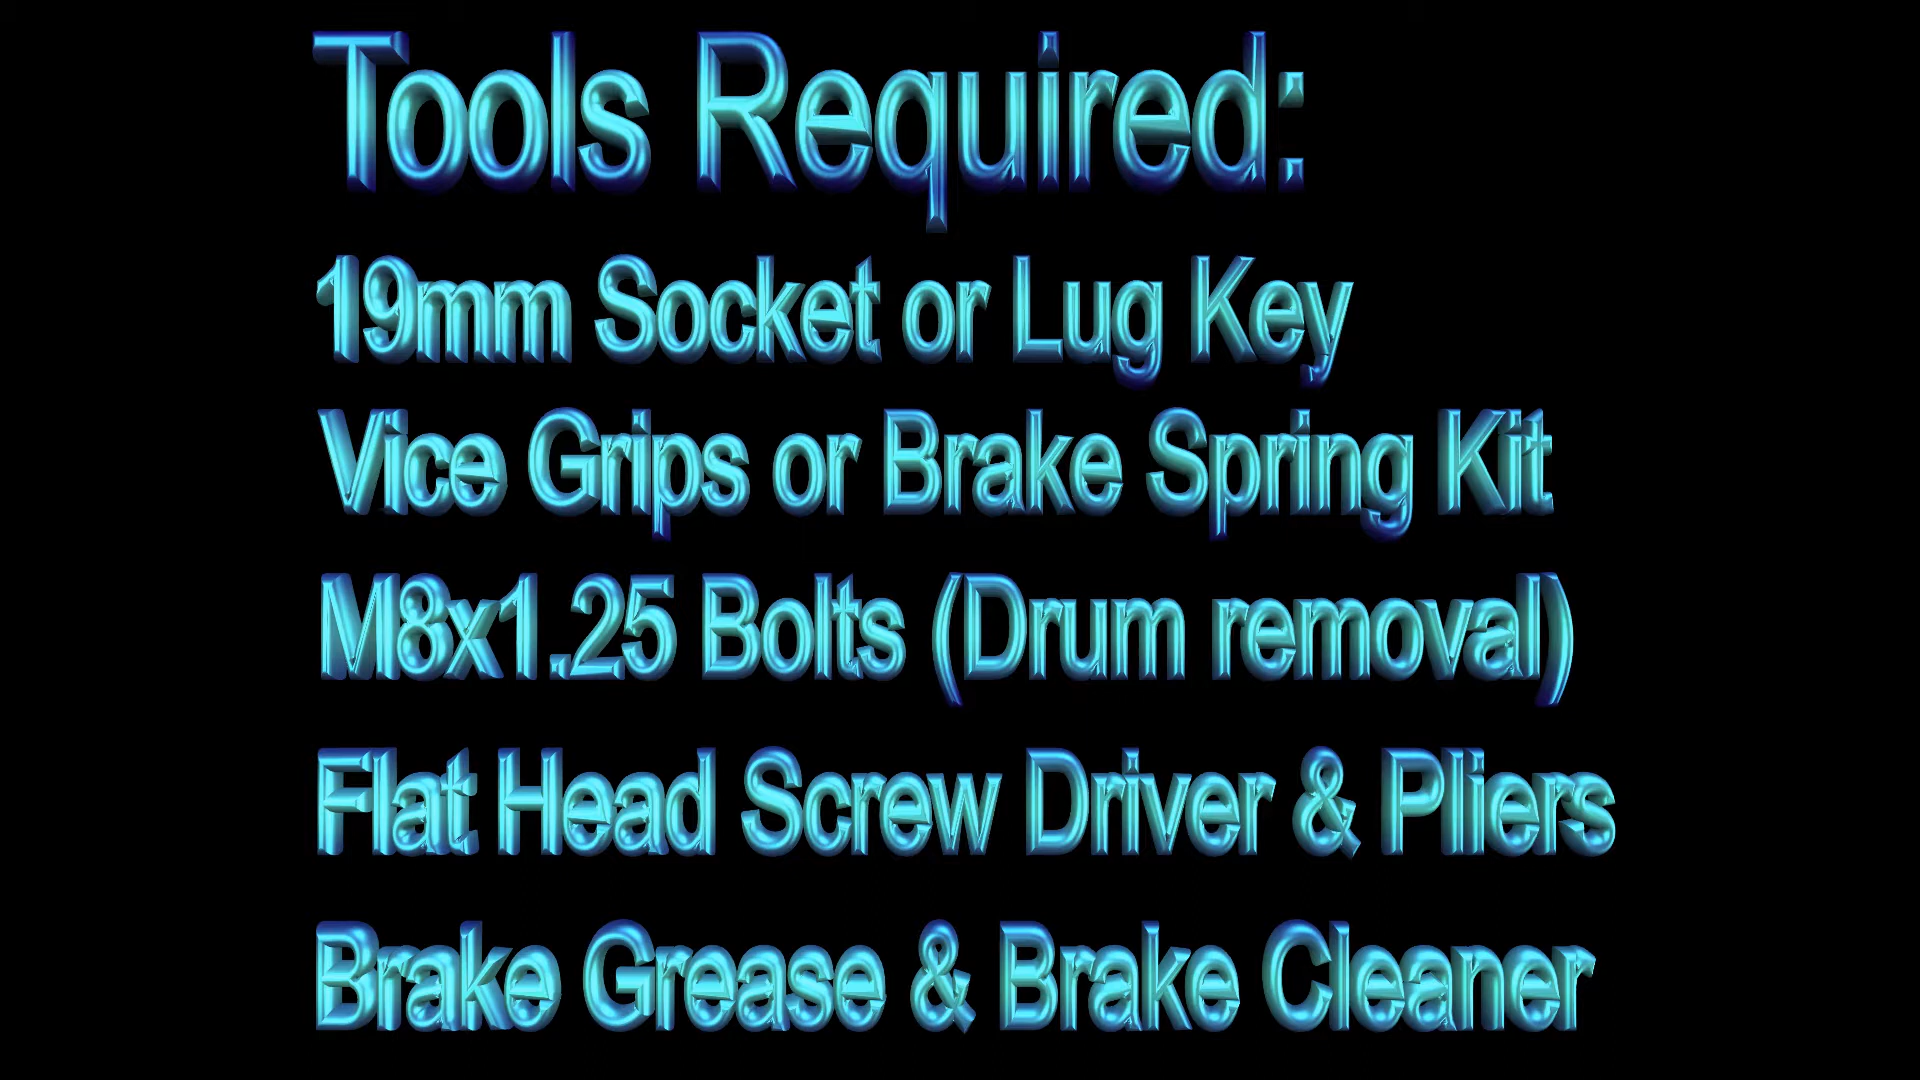 Tools Required:
19mm Socket or Lug Key
Vice Grips or Brake Spring Kit
M8x1.25 Bolts (Drum removal)
Flat Head Screw Driver & Pliers
Brake Grease & Brake Cleaner